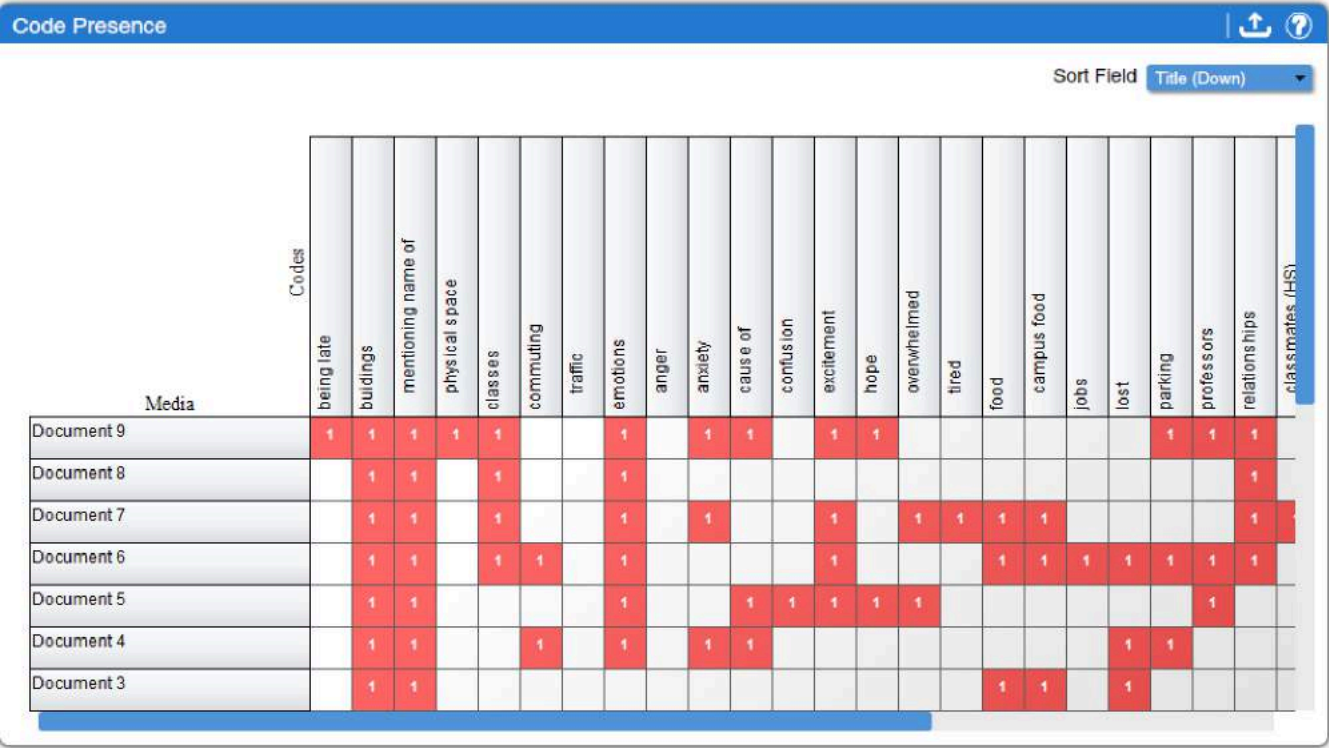 Code Presence
Sort Field Title (Down)
Codes
Media
being late
buidings
mentioning name of
physical space
classes
commuting
traffic
emotions
anger
anxiety
cause of
confusion
excitement
hope
overwhelmed
tired
food
campus food
jobs
lost
parking
professors
relationships
classmates (HS)
Document 9 1 1 1 1 1 1 1 1 1 1 1 1 1
Document 8 1 1 1 1 1
Document 7 1 1 1 1 1 1 1 1 1 1 1 1
Document 6 1 1 1 1 1 1 1 1 1 1 1 1 1
Document 5 1 1 1 1 1 1 1 1 1
Document 4 1 1 1 1 1 1 1 1
Document 3 1 1 1 1 1